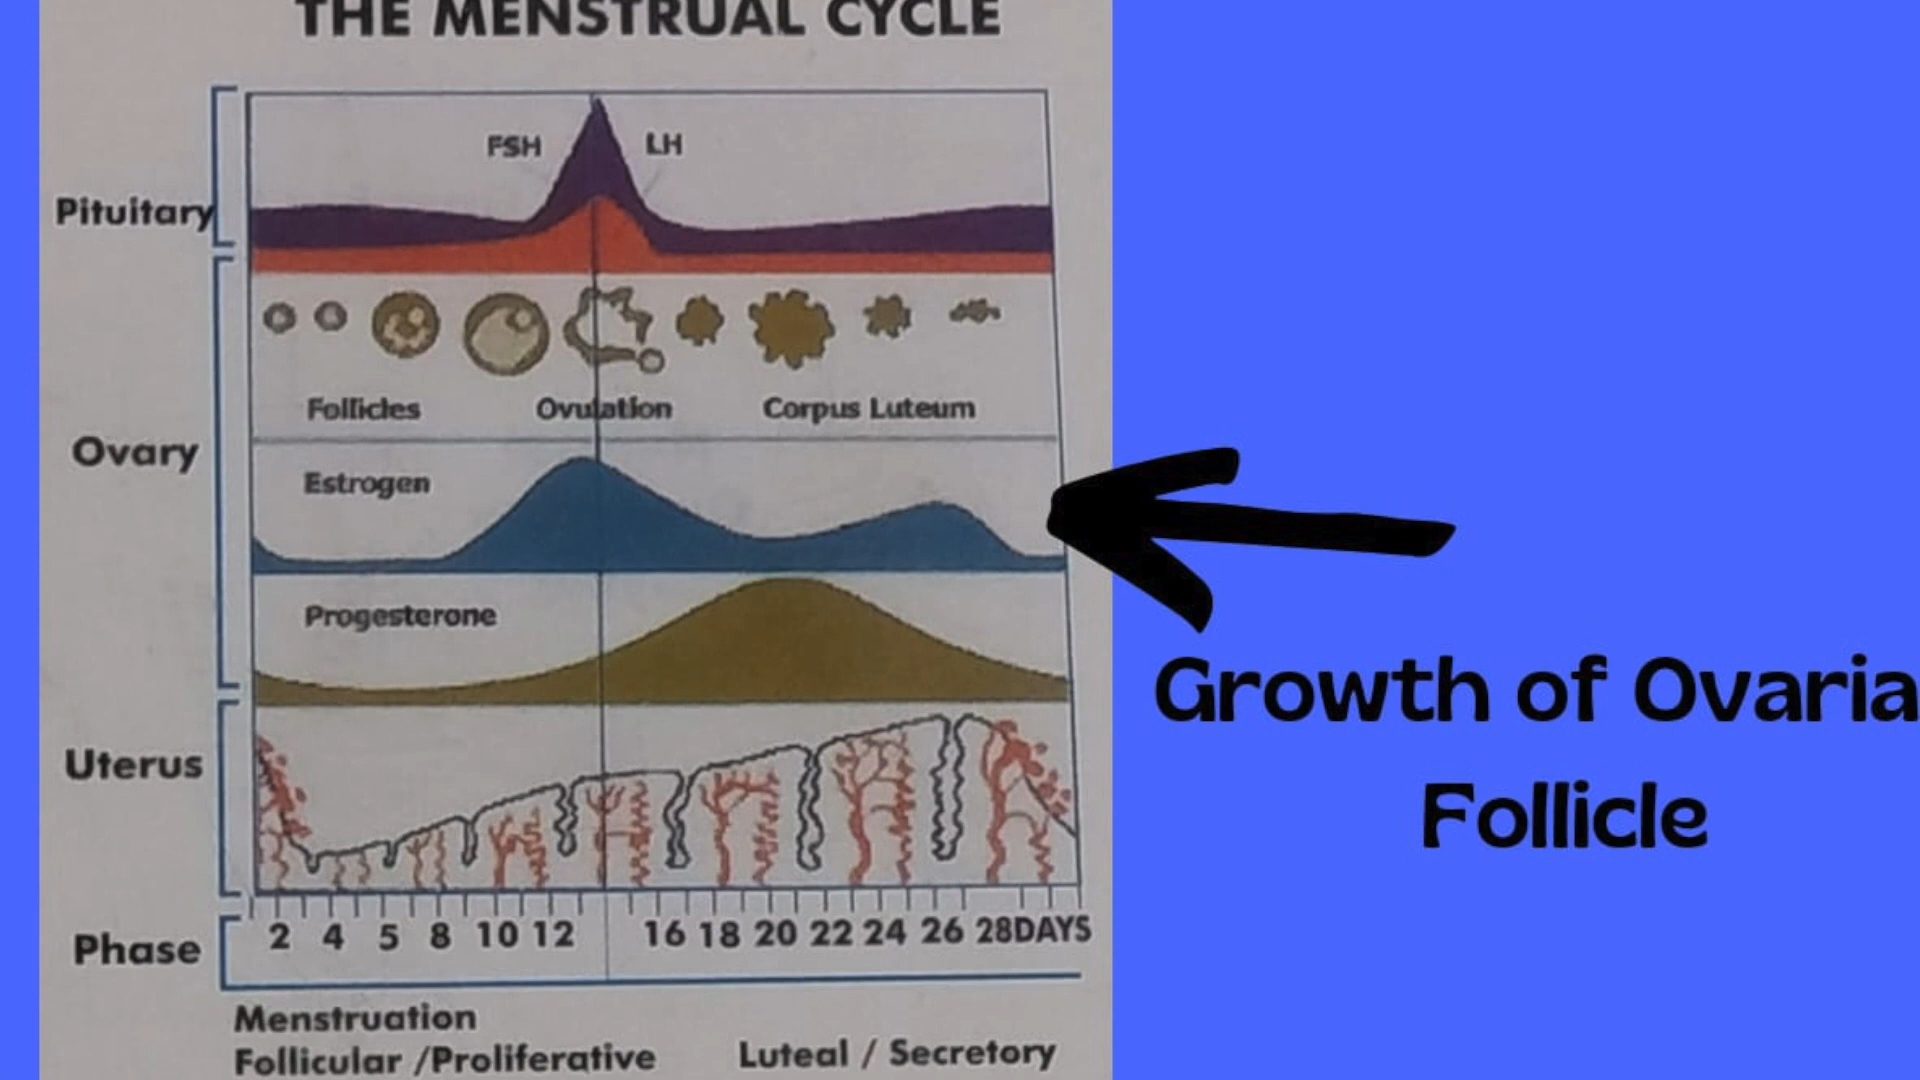 THE MENSTRUAL CYCLE
FSH LH
Pituitary
Follicles Ovulation Corpus Luteum
Ovary
Estrogen
Progesterone
Uterus
2 4 5 8 10 12 16 18 20 22 24 26 28DAYS
Phase
Menstruation
Follicular /Proliferative Luteal / Secretory
Growth of Ovaria
Follicle